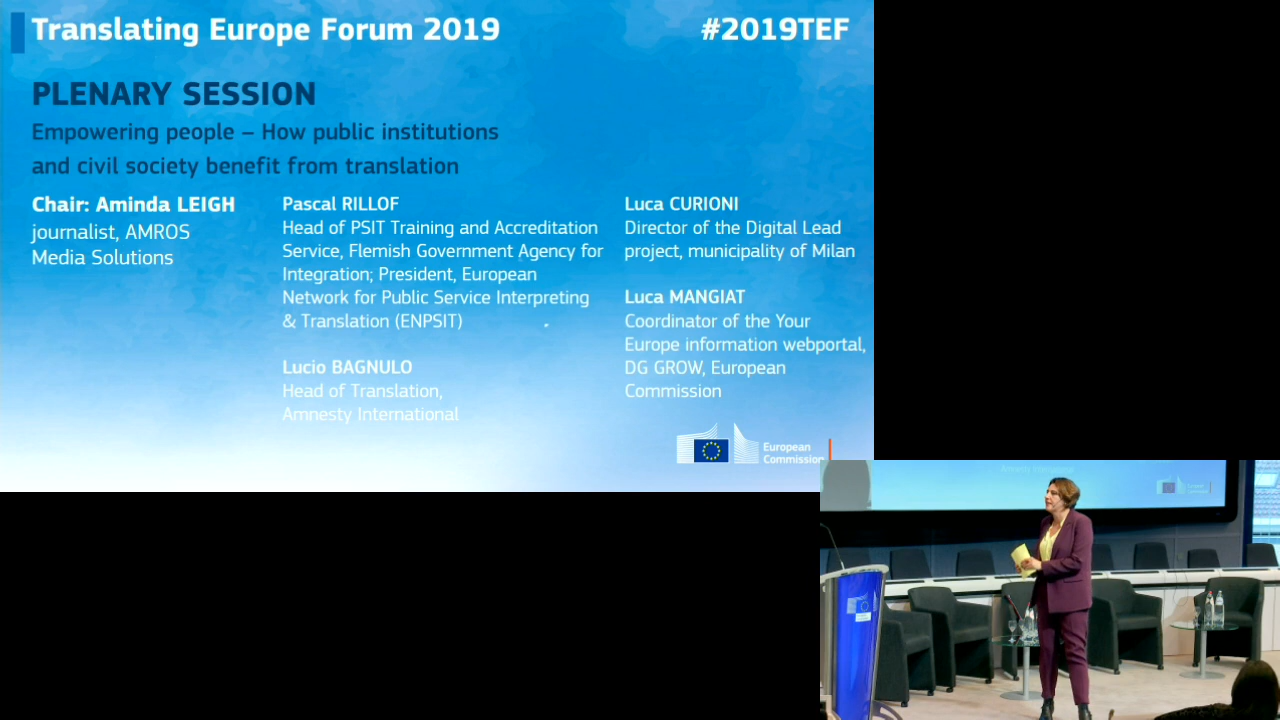 Translating Europe Forum 2019
#2019TEF
PLENARY SESSION
Empowering people – How public institutions
and civil society benefit from translation
Chair: Aminda LEIGH
journalist, AMROS
Media Solutions
Pascal RILLOF
Head of PSIT Training and Accreditation
Service, Flemish Government Agency for
Integration; President, European
Network for Public Service Interpreting
& Translation (ENPSIT)
Lucio BAGNULO
Head of Translation,
Amnesty International
Luca CURIONI
Director of the Digital Lead
project, municipality of Milan
Luca MANGIAT
Coordinator of the Your
Europe information webportal,
DG GROW, European
Commission
European
Commission